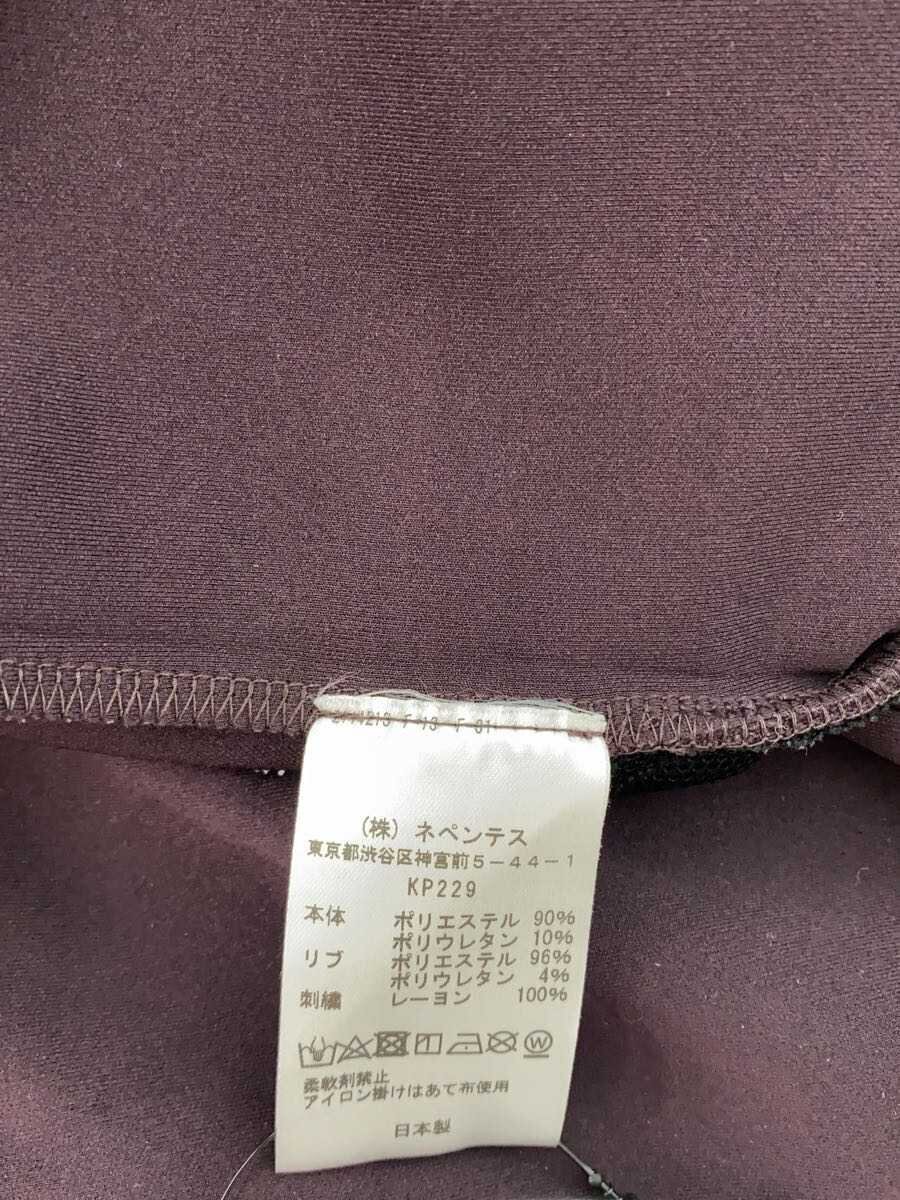 (株) ネペンテス
東京都渋谷区神宮前5-44-1
KP229
本体 ポリエステル 90%
ポリウレタン 10%
リブ ポリエステル 96%
ポリウレタン 4%
刺繍 レーヨン 100%
柔軟剤禁止
アイロン掛けはあて布使用
日本製